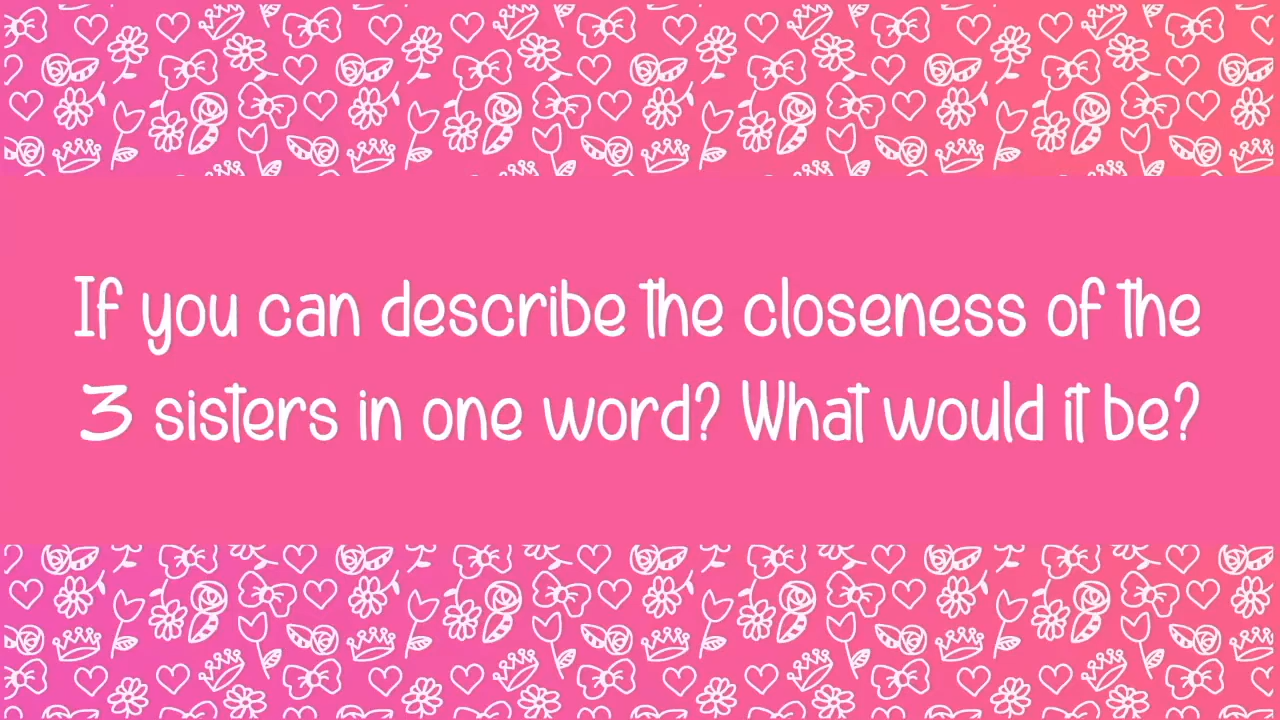 If you can describe the closeness of the
3 sisters in one word? What would it be?